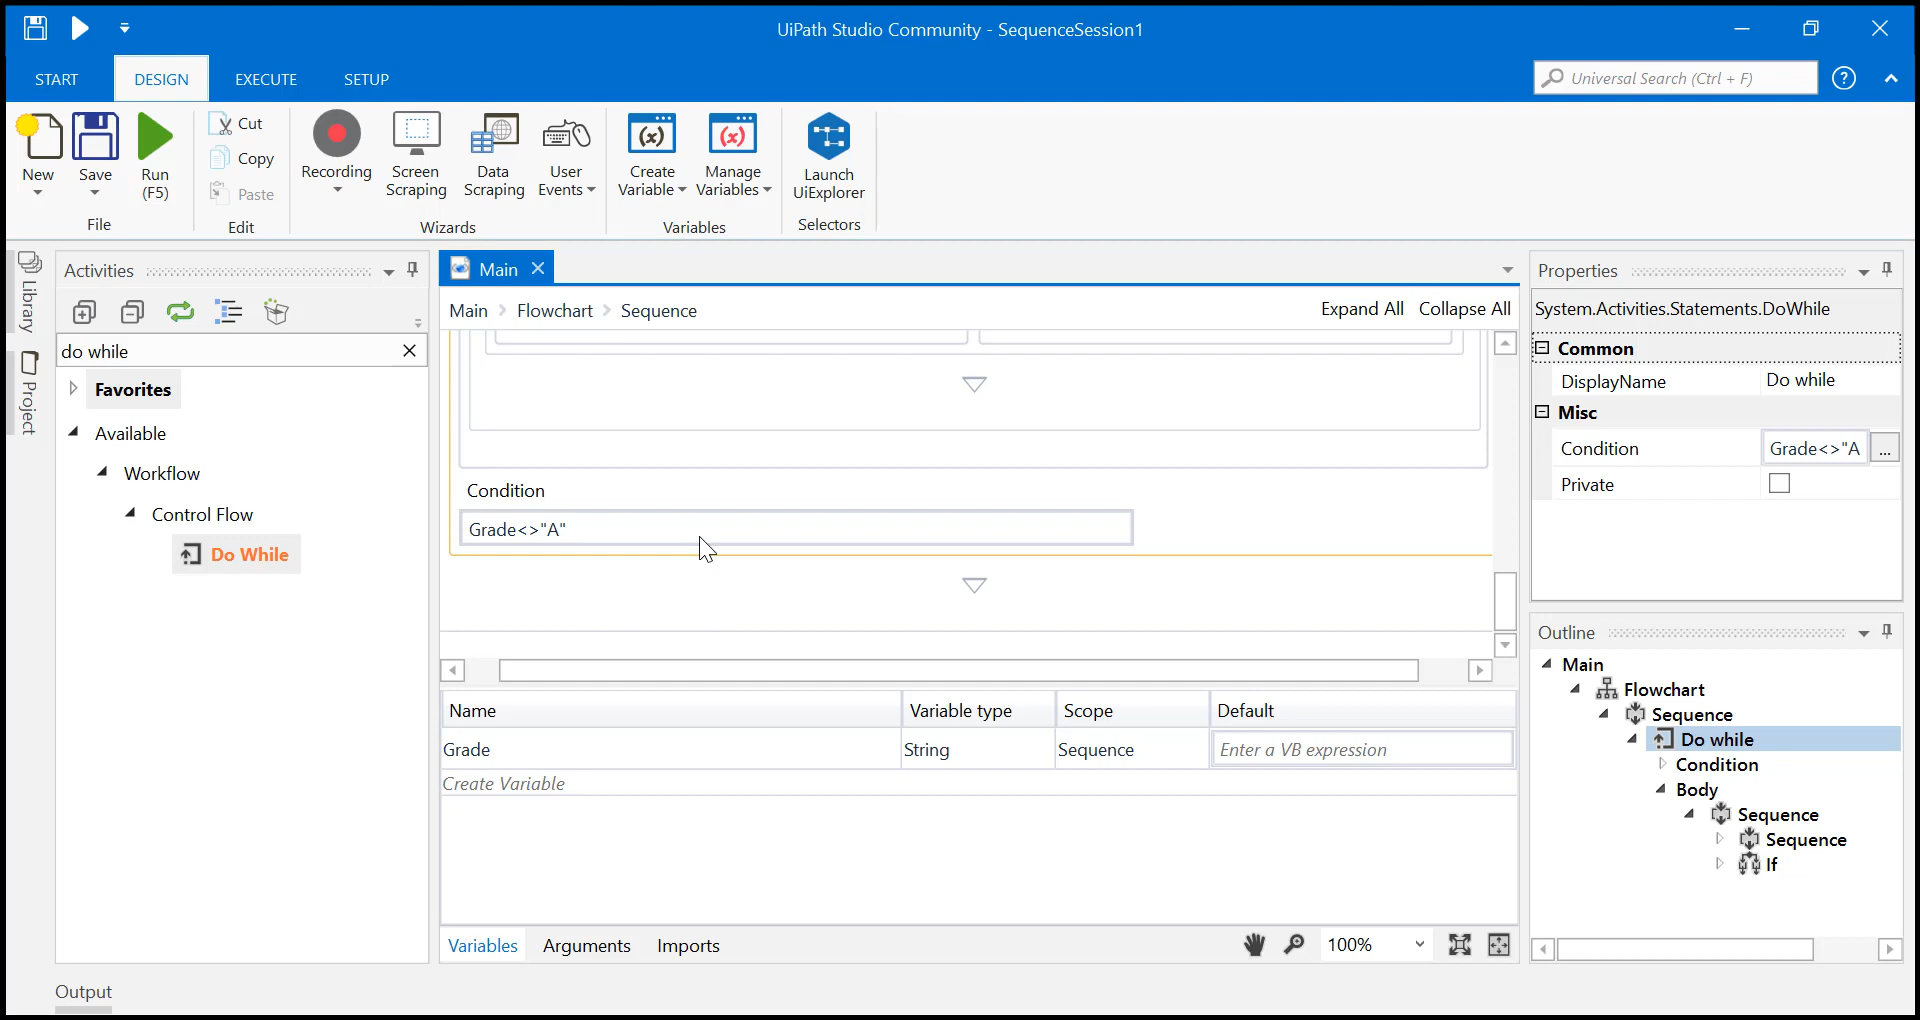 UiPath Studio Community - SequenceSession1
START
DESIGN
EXECUTE
SETUP
Universal Search (Ctrl + F)
New
Save
Run
(F5)
File
Cut
Copy
Paste
Edit
Recording
Screen
Scraping
Data
Scraping
User
Events
Wizards
Create
Variable
Manage
Variables
Variables
Launch
UiExplorer
Selectors
Library
Project
Activities
do while
Favorites
Available
Workflow
Control Flow
Do While
Main
Main > Flowchart > Sequence
Expand All
Collapse All
Condition
Grade<>"A"
Name
Variable type
Scope
Default
Grade
String
Sequence
Enter a VB expression
Create Variable
Variables
Arguments
Imports
100%
Properties
System.Activities.Statements.DoWhile
Common
DisplayName
Do while
Misc
Condition
Grade<>"A
...
Private
Outline
Main
Flowchart
Sequence
Do while
Condition
Body
Sequence
Sequence
If
Output